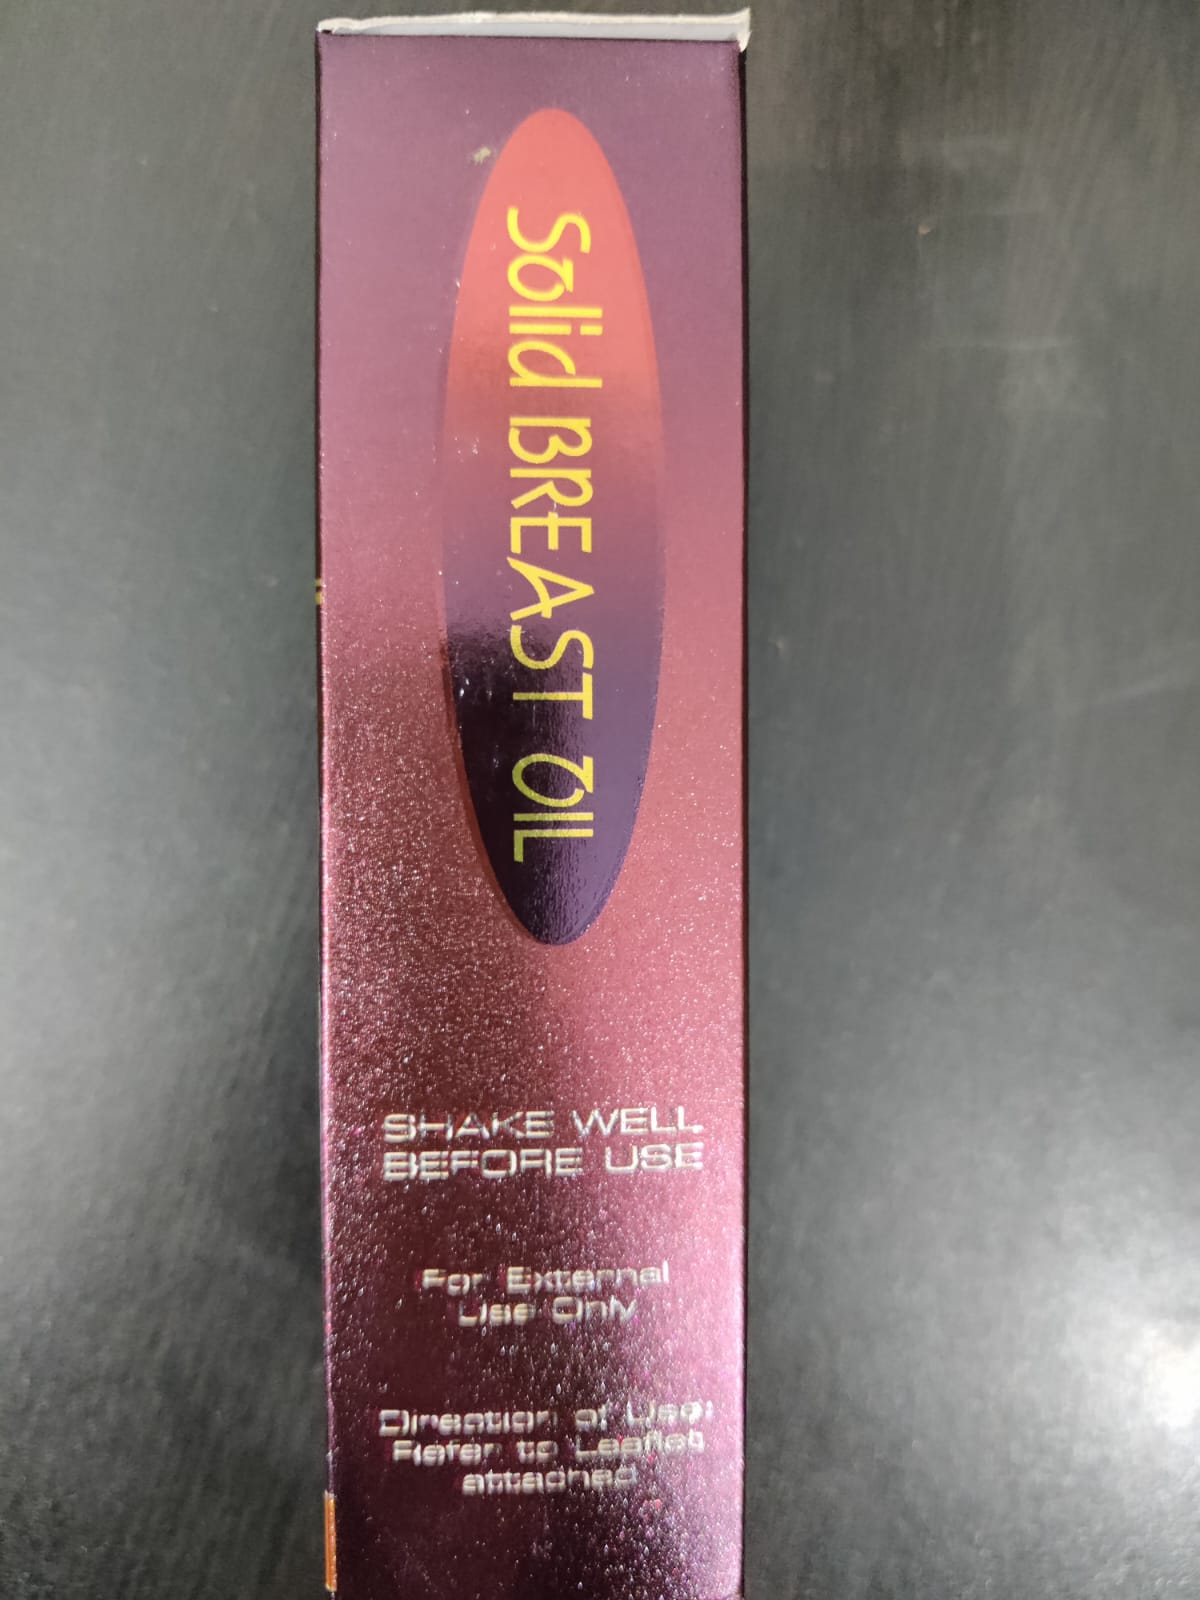 Solid BREAST OIL
SHAKE WELL
BEFORE USE
For External
Use Only
Direction of Use:
Refer to Leaflet
attached